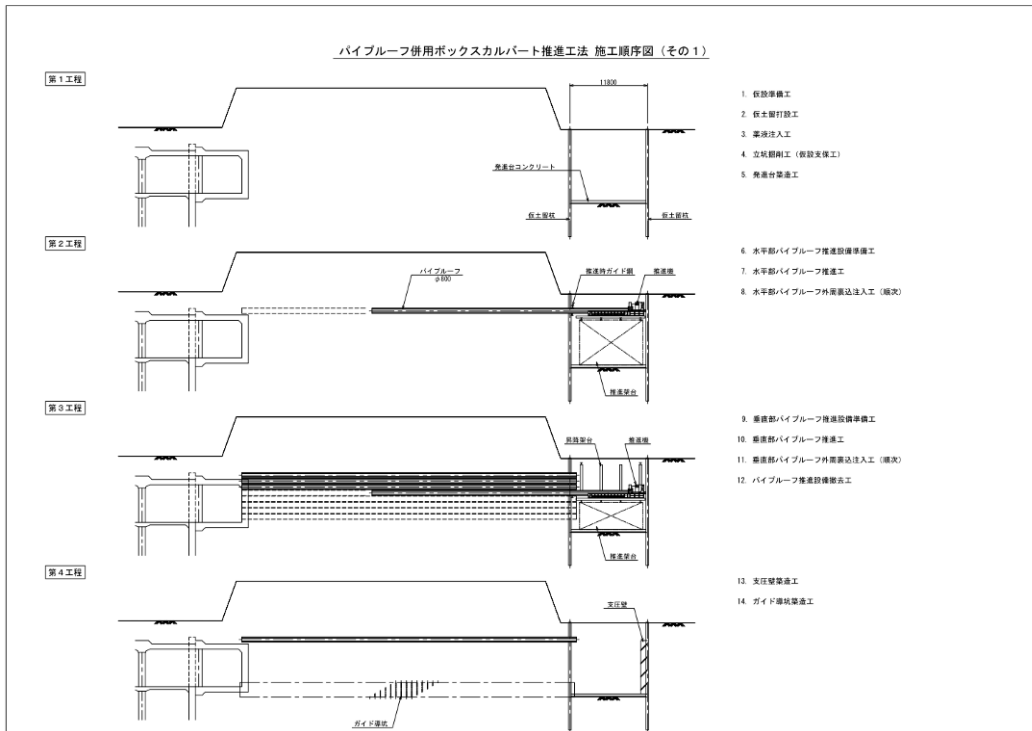 パイプルーフ併用ボックスカルバート推進工法 施工順序図（その１）
第１工程
11800
発進台コンクリート
仮土留杭
仮土留杭
1. 仮設準備工
2. 仮土留打設工
3. 薬液注入工
4. 立坑掘削工（仮設支保工）
5. 発進台築造工
第２工程
パイプルーフ
φ800
推進時ガイド鋼
推進機
推進架台
6. 水平部パイプルーフ推進設備準備工
7. 水平部パイプルーフ推進工
8. 水平部パイプルーフ外周裏込注入工（順次）
第３工程
昇降架台
推進機
推進架台
9. 垂直部パイプルーフ推進設備準備工
10. 垂直部パイプルーフ推進工
11. 垂直部パイプルーフ外周裏込注入工（順次）
12. パイプルーフ推進設備撤去工
第４工程
支圧壁
ガイド導坑
13. 支圧壁築造工
14. ガイド導坑築造工